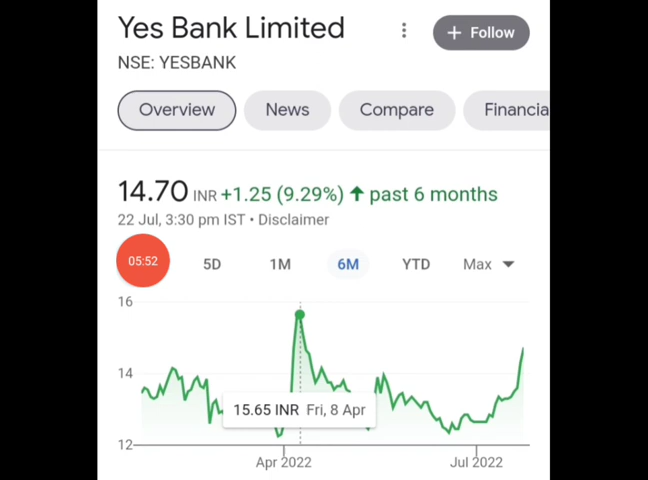 Yes Bank Limited
+ Follow
NSE: YESBANK
Overview News Compare Financia
14.70 INR +1.25 (9.29%) ↑ past 6 months
22 Jul, 3:30 pm IST • Disclaimer
05:52 5D 1M 6M YTD Max
16
14
15.65 INR Fri, 8 Apr
12
Apr 2022 Jul 2022